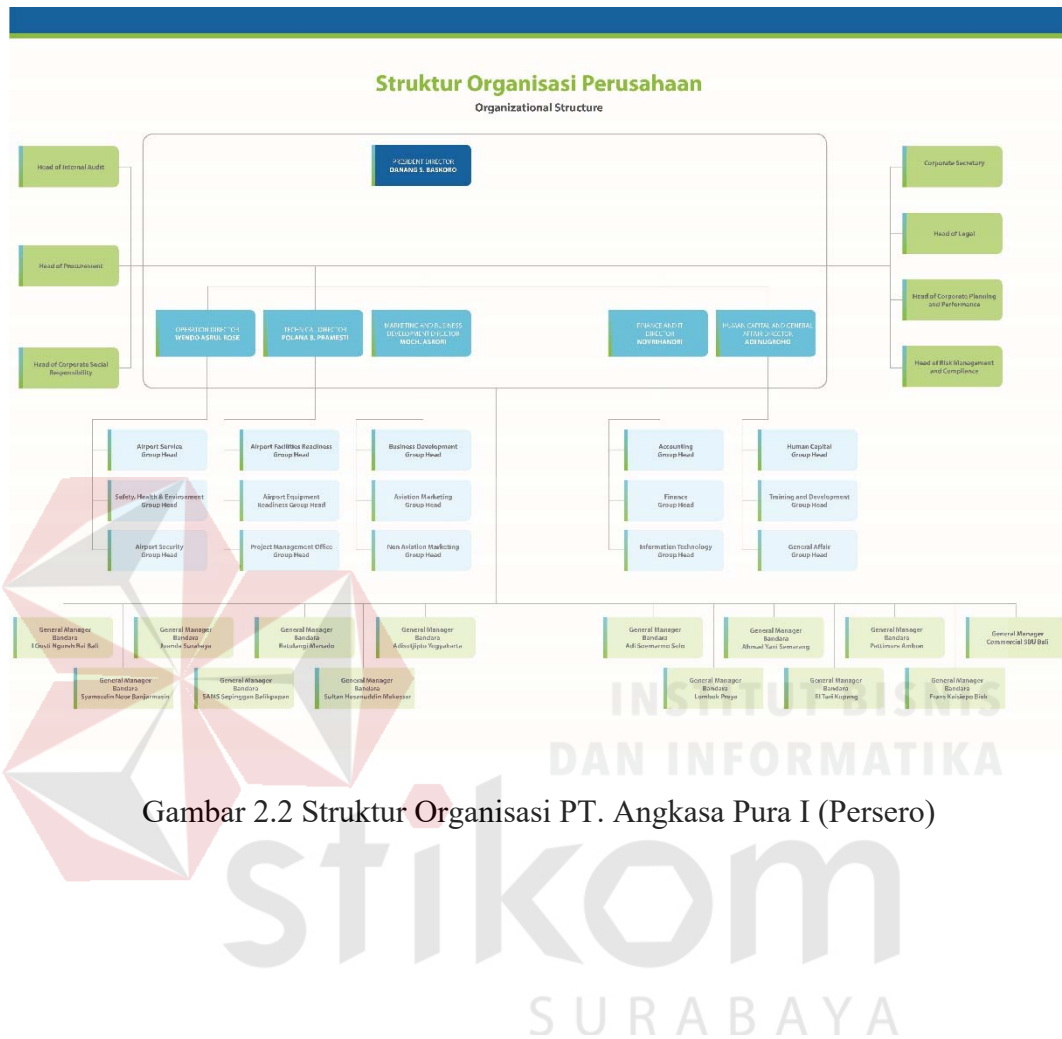 Struktur Organisasi Perusahaan
Organizational Structure
PRESIDENT DIRECTOR
DANANG S. BASKORO
Head of Internal Audit
Head of Procurement
Head of Corporate Social
Responsibility
Corporate Secretary
Head of Legal
Head of Corporate Planning
and Performance
Head of Risk Management
and Compliance
OPERATION DIRECTOR
WENDO ASRUL ROSE
TECHNICAL DIRECTOR
POLANA B. PRAMESTI
MARKETING AND BUSINESS
DEVELOPMENT DIRECTOR
MOCH. ASRORI
FINANCE AND IT
DIRECTOR
NOVRIHANDRI
HUMAN CAPITAL AND GENERAL
AFFAIR DIRECTOR
ADI NUGROHO
Airport Service
Group Head
Airport Facilities Readiness
Group Head
Business Development
Group Head
Accounting
Group Head
Human Capital
Group Head
Safety, Health & Environment
Group Head
Airport Equipment
Readiness Group Head
Aviation Marketing
Group Head
Finance
Group Head
Training and Development
Group Head
Airport Security
Group Head
Project Management Office
Group Head
Non Aviation Marketing
Group Head
Information Technology
Group Head
General Affair
Group Head
General Manager
Bandara
I Gusti Ngurah Rai Bali
General Manager
Bandara
Juanda Surabaya
General Manager
Bandara
Ratulangi Manado
General Manager
Bandara
Adisutjipto Yogyakarta
General Manager
Bandara
Adi Soemarmo Solo
General Manager
Bandara
Ahmad Yani Semarang
General Manager
Bandara
Pattimura Ambon
General Manager
Commercial SBU Bali
General Manager
Bandara
Syamsudin Noor Banjarmasin
General Manager
Bandara
SAMS Sepinggan Balikpapan
General Manager
Bandara
Sultan Hasanuddin Makassar
General Manager
Bandara
Lombok Praya
General Manager
Bandara
El Tari Kupang
General Manager
Bandara
Frans Kaisiepo Biak
INSTITUT BISNIS
DAN INFORMATIKA
Gambar 2.2 Struktur Organisasi PT. Angkasa Pura I (Persero)
stikom
SURABAYA